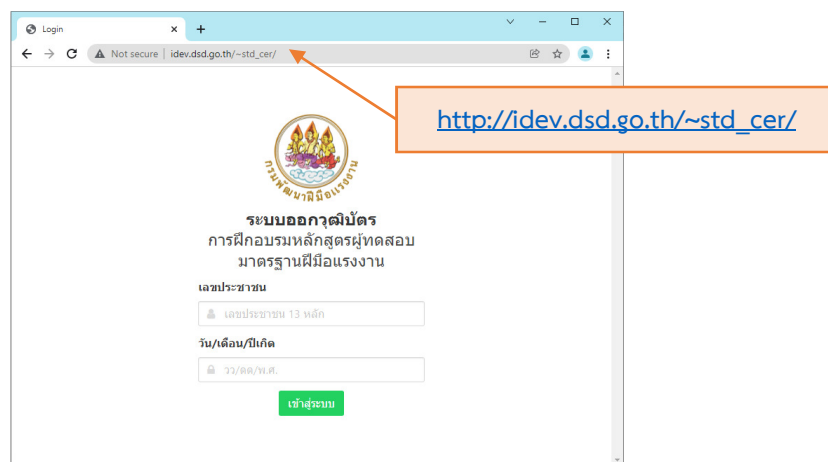 Login
Not secure | idev.dsd.go.th/~std_cer/
http://idev.dsd.go.th/~std_cer/
กรมพัฒนาฝีมือแรงงาน
ระบบออกวุฒิบัตร
การฝึกอบรมหลักสูตรผู้ทดสอบ
มาตรฐานฝีมือแรงงาน
เลขประชาชน
เลขประชาชน 13 หลัก
วัน/เดือน/ปีเกิด
วว/ดด/พ.ศ.
เข้าสู่ระบบ